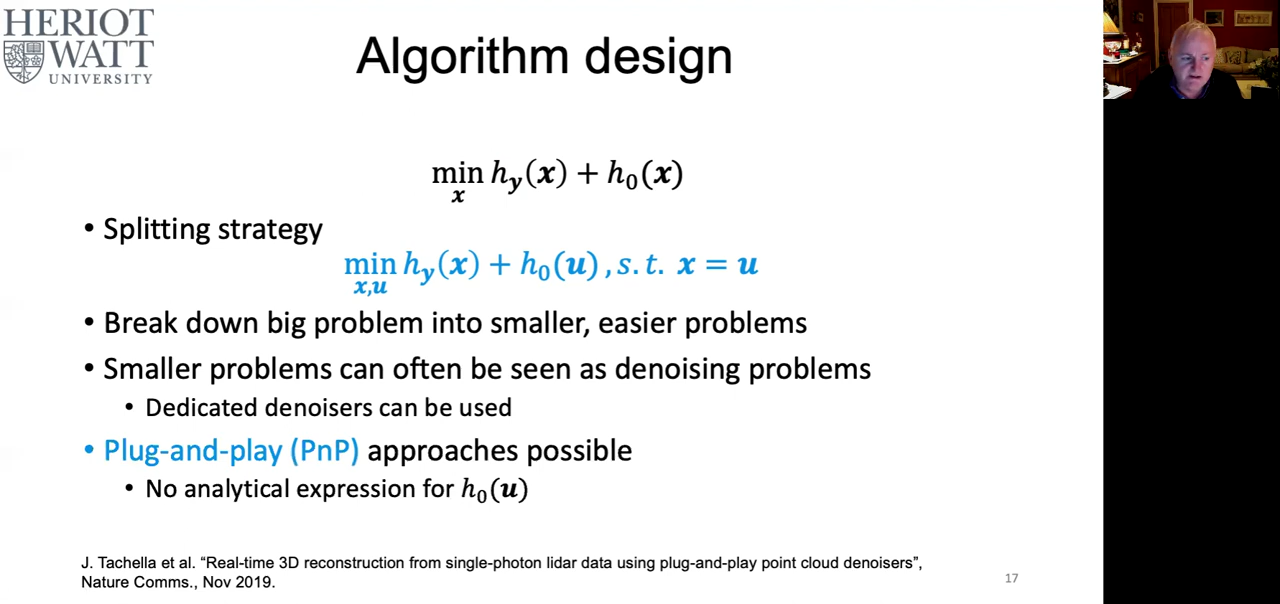 HERIOT
WATT
UNIVERSITY
Algorithm design
min h_y(x) + h_0(x)
x
• Splitting strategy
min h_y(x) + h_0(u) , s. t. x = u
x,u
• Break down big problem into smaller, easier problems
• Smaller problems can often be seen as denoising problems
• Dedicated denoisers can be used
• Plug-and-play (PnP) approaches possible
• No analytical expression for h_0(u)
J. Tachella et al. “Real-time 3D reconstruction from single-photon lidar data using plug-and-play point cloud denoisers”,
Nature Comms., Nov 2019.
17